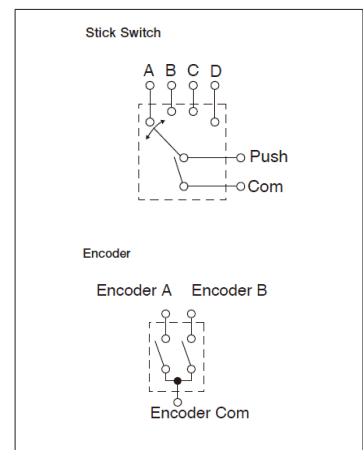 Stick Switch
A B C D
Push
Com
Encoder
Encoder A Encoder B
Encoder Com